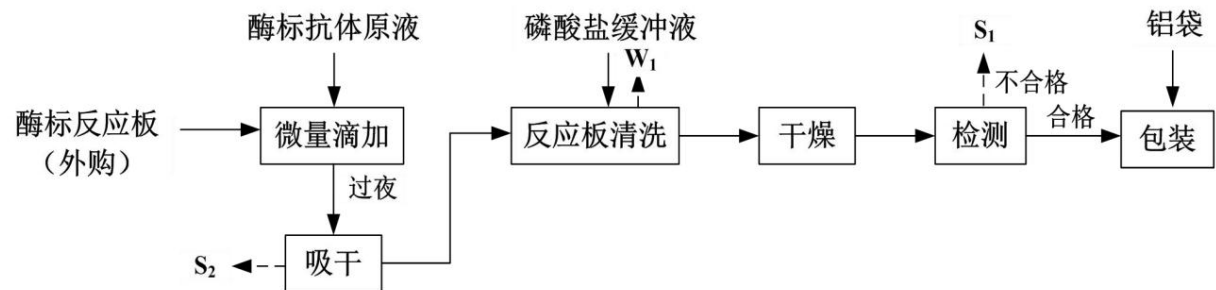 酶标抗体原液
磷酸盐缓冲液
S₁
铝袋
W₁
不合格
酶标反应板
（外购）
微量滴加
反应板清洗
干燥
检测
合格
包装
过夜
S₂
吸干